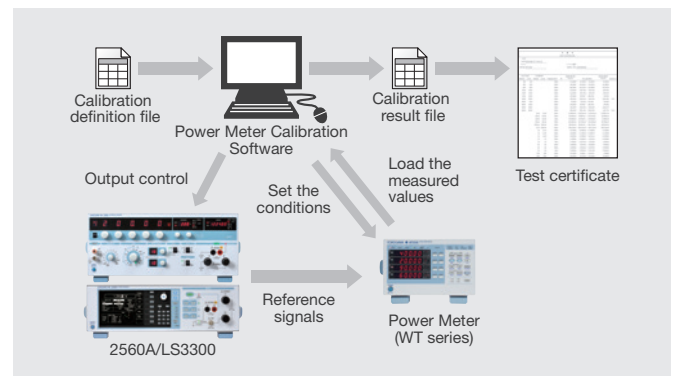 Calibration
definition file
Power Meter Calibration
Software
Calibration
result file
Test certificate
Output control
Set the
conditions
Load the
measured
values
Reference
signals
2560A/LS3300
Power Meter
(WT series)